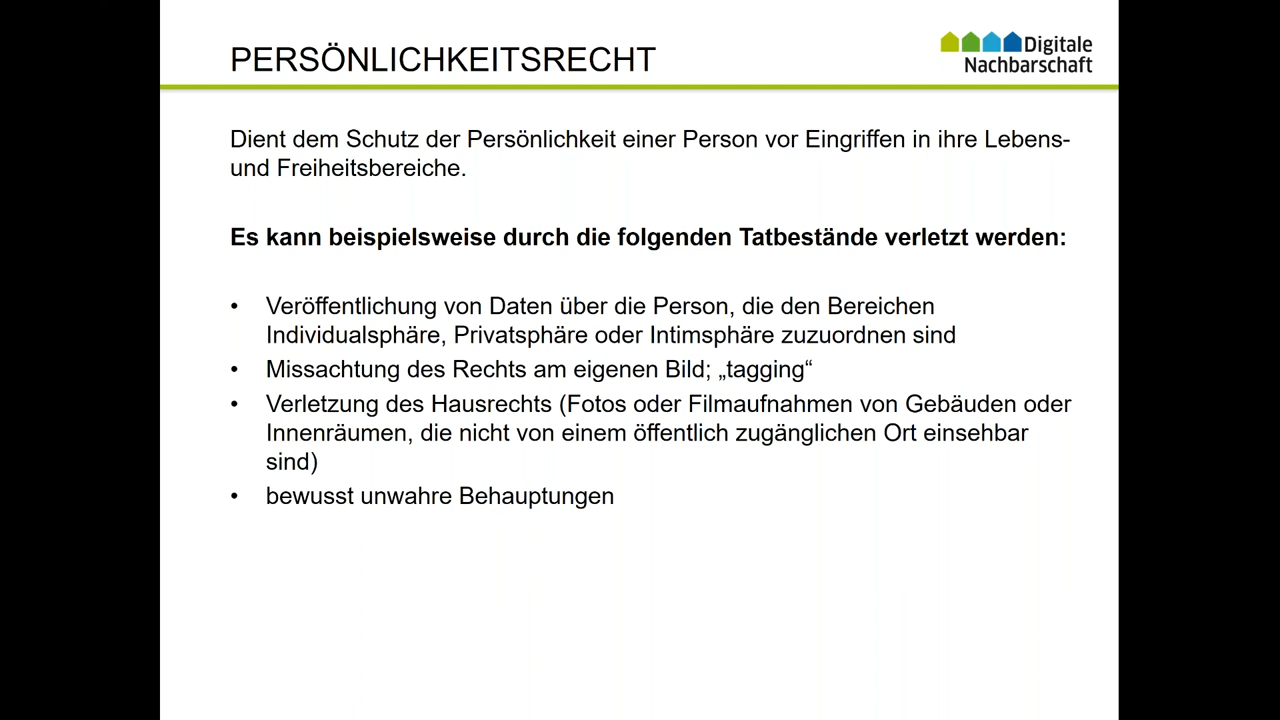 PERSÖNLICHKEITSRECHT
Digitale
Nachbarschaft
Dient dem Schutz der Persönlichkeit einer Person vor Eingriffen in ihre Lebens-
und Freiheitsbereiche.
Es kann beispielsweise durch die folgenden Tatbestände verletzt werden:
• Veröffentlichung von Daten über die Person, die den Bereichen
Individualsphäre, Privatsphäre oder Intimsphäre zuzuordnen sind
• Missachtung des Rechts am eigenen Bild; „tagging“
• Verletzung des Hausrechts (Fotos oder Filmaufnahmen von Gebäuden oder
Innenräumen, die nicht von einem öffentlich zugänglichen Ort einsehbar
sind)
• bewusst unwahre Behauptungen